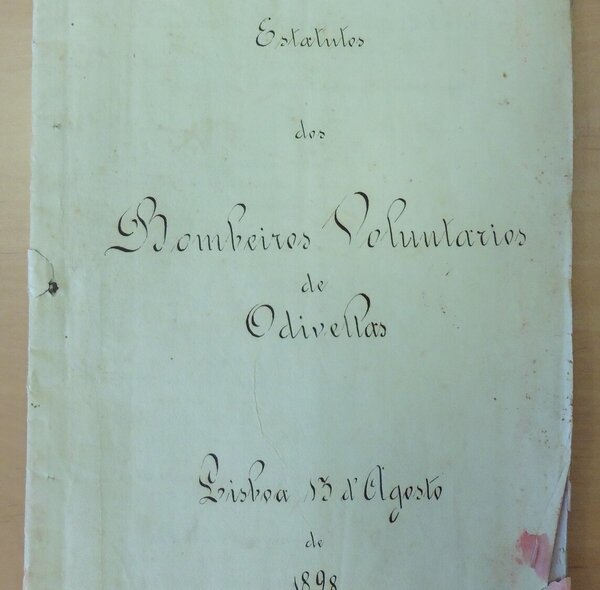 Estatutos
dos
Bombeiros Voluntarios
de
Odivellas
Lisboa 13 d'Agosto
de
1898